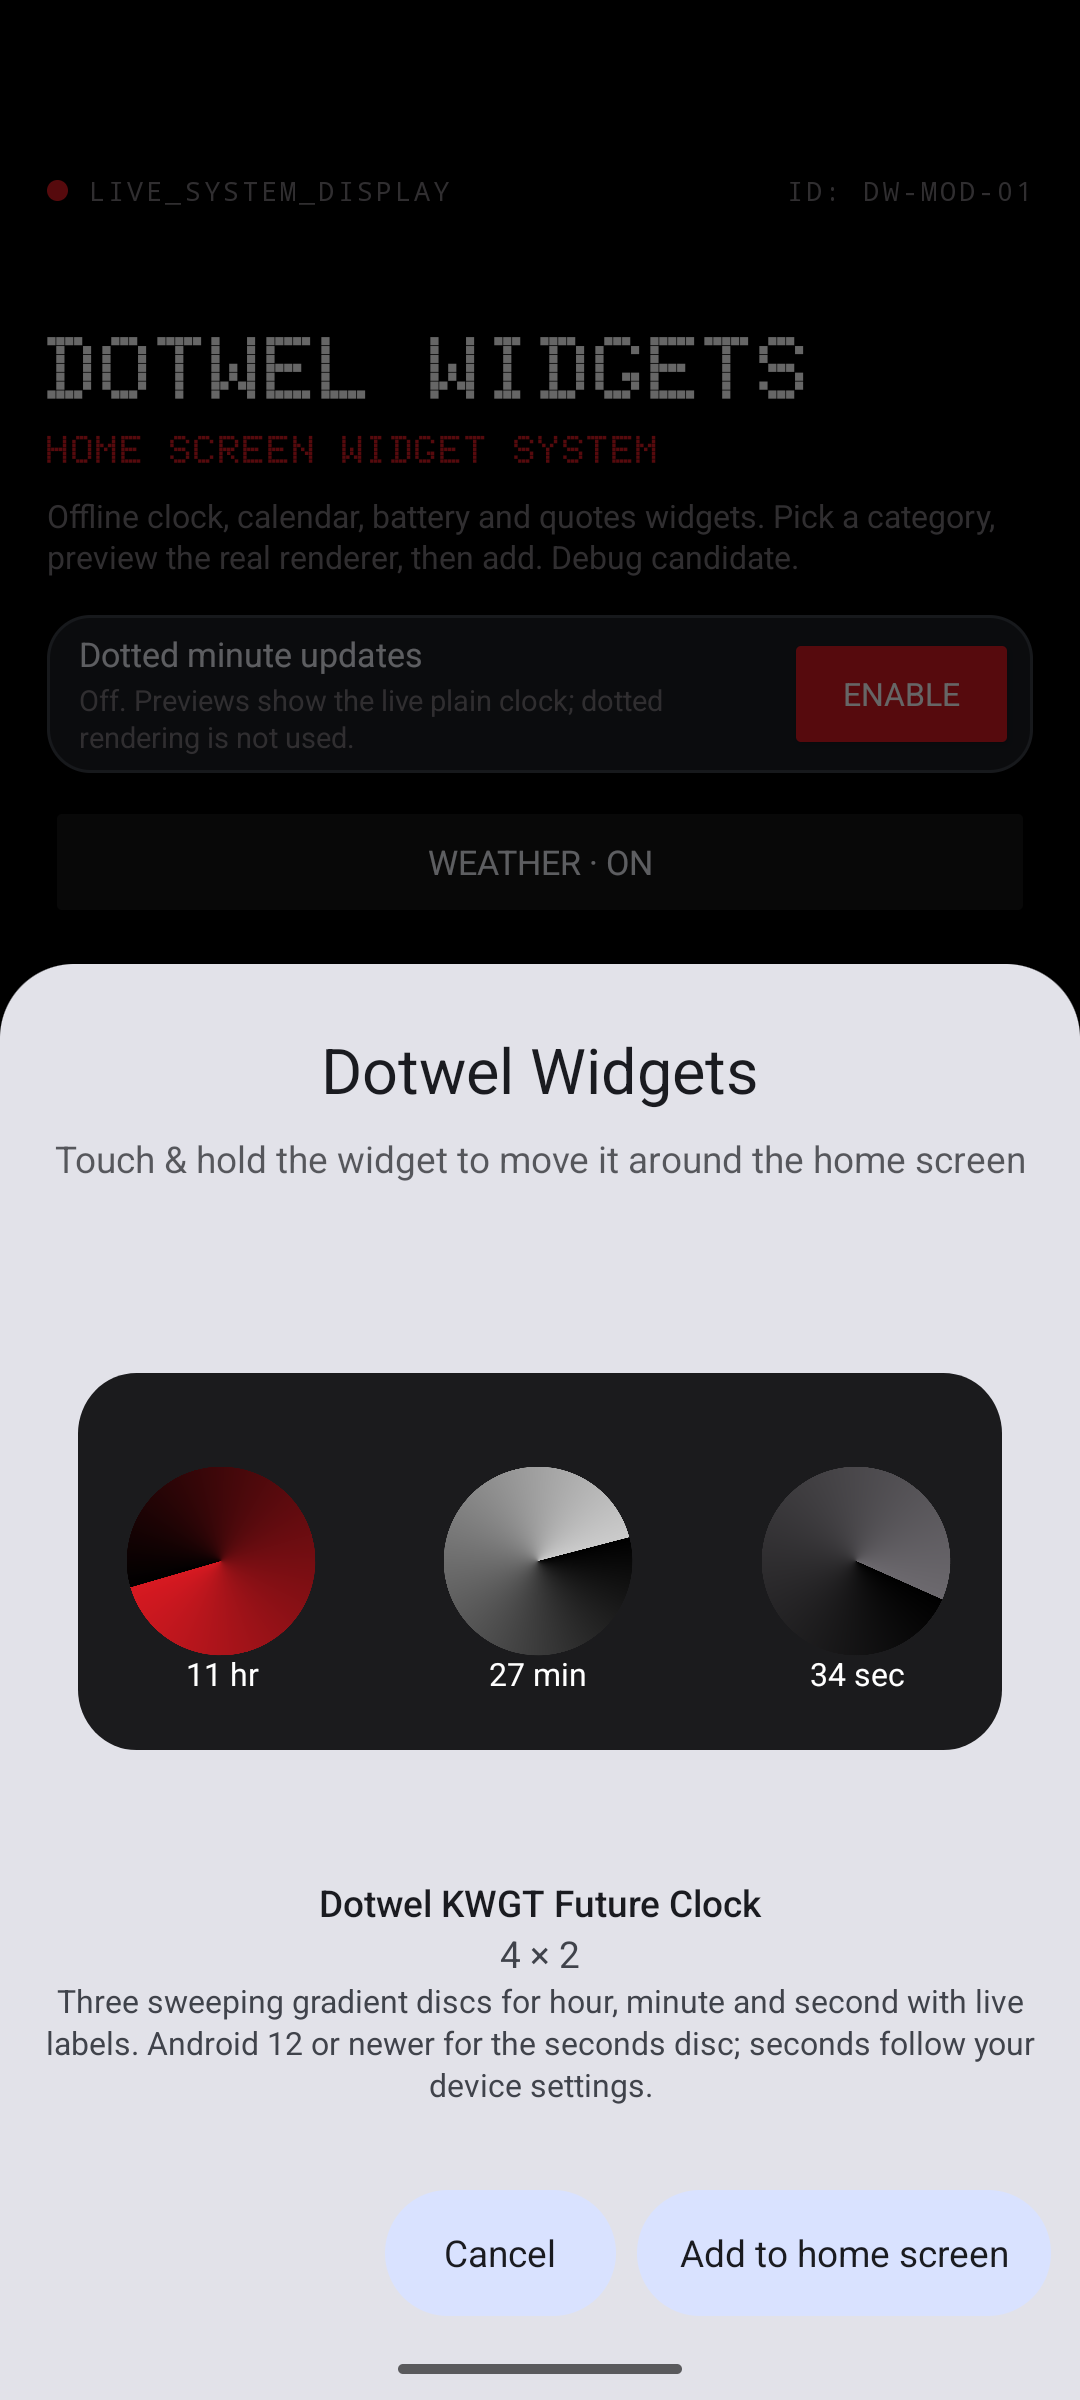 LIVE_SYSTEM_DISPLAY
ID: DW-MOD-01
DOTWEL WIDGETS
HOME SCREEN WIDGET SYSTEM
Offline clock, calendar, battery and quotes widgets. Pick a category,
preview the real renderer, then add. Debug candidate.
Dotted minute updates
Off. Previews show the live plain clock; dotted
rendering is not used.
ENABLE
WEATHER · ON
Dotwel Widgets
Touch & hold the widget to move it around the home screen
11 hr
27 min
34 sec
Dotwel KWGT Future Clock
4 × 2
Three sweeping gradient discs for hour, minute and second with live
labels. Android 12 or newer for the seconds disc; seconds follow your
device settings.
Cancel
Add to home screen